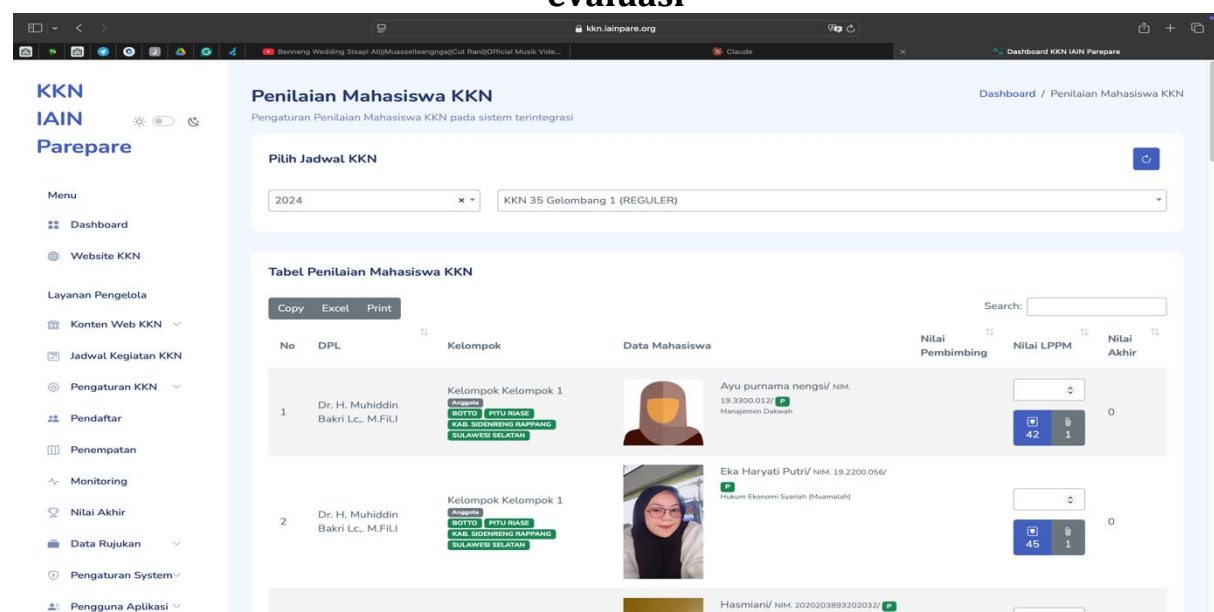 evaluasi
kkn.iainpare.org
Benneng Wedding Sisapi Ati||Muasselleangnga||Cut Rani||Official Musik Vide...
Claude
Dashboard KKN IAIN Parepare
KKN
IAIN
Parepare
Menu
Dashboard
Website KKN
Layanan Pengelola
Konten Web KKN
Jadwal Kegiatan KKN
Pengaturan KKN
Pendaftar
Penempatan
Monitoring
Nilai Akhir
Data Rujukan
Pengaturan System
Pengguna Aplikasi
Penilaian Mahasiswa KKN
Dashboard / Penilaian Mahasiswa KKN
Pengaturan Penilaian Mahasiswa KKN pada sistem terintegrasi
Pilih Jadwal KKN
2024
KKN 35 Gelombang 1 (REGULER)
Tabel Penilaian Mahasiswa KKN
Copy Excel Print
Search:
No DPL Kelompok Data Mahasiswa Nilai Pembimbing Nilai LPPM Nilai Akhir
1
Dr. H. Muhiddin
Bakri Lc,. M.Fil.I
Kelompok Kelompok 1
Anggota
BOTTO PITU RIASE
KAB. SIDENRENG RAPPANG
SULAWESI SELATAN
Ayu purnama nengsi/ NIM.
19.3300.012/ P
Manajemen Dakwah
42 1
0
2
Dr. H. Muhiddin
Bakri Lc,. M.Fil.I
Kelompok Kelompok 1
Anggota
BOTTO PITU RIASE
KAB. SIDENRENG RAPPANG
SULAWESI SELATAN
Eka Haryati Putri/ NIM. 19.2200.056/
P
Hukum Ekonomi Syariah (Muamalah)
45 1
0
Hasmiani/ NIM. 2020203893202032/ P